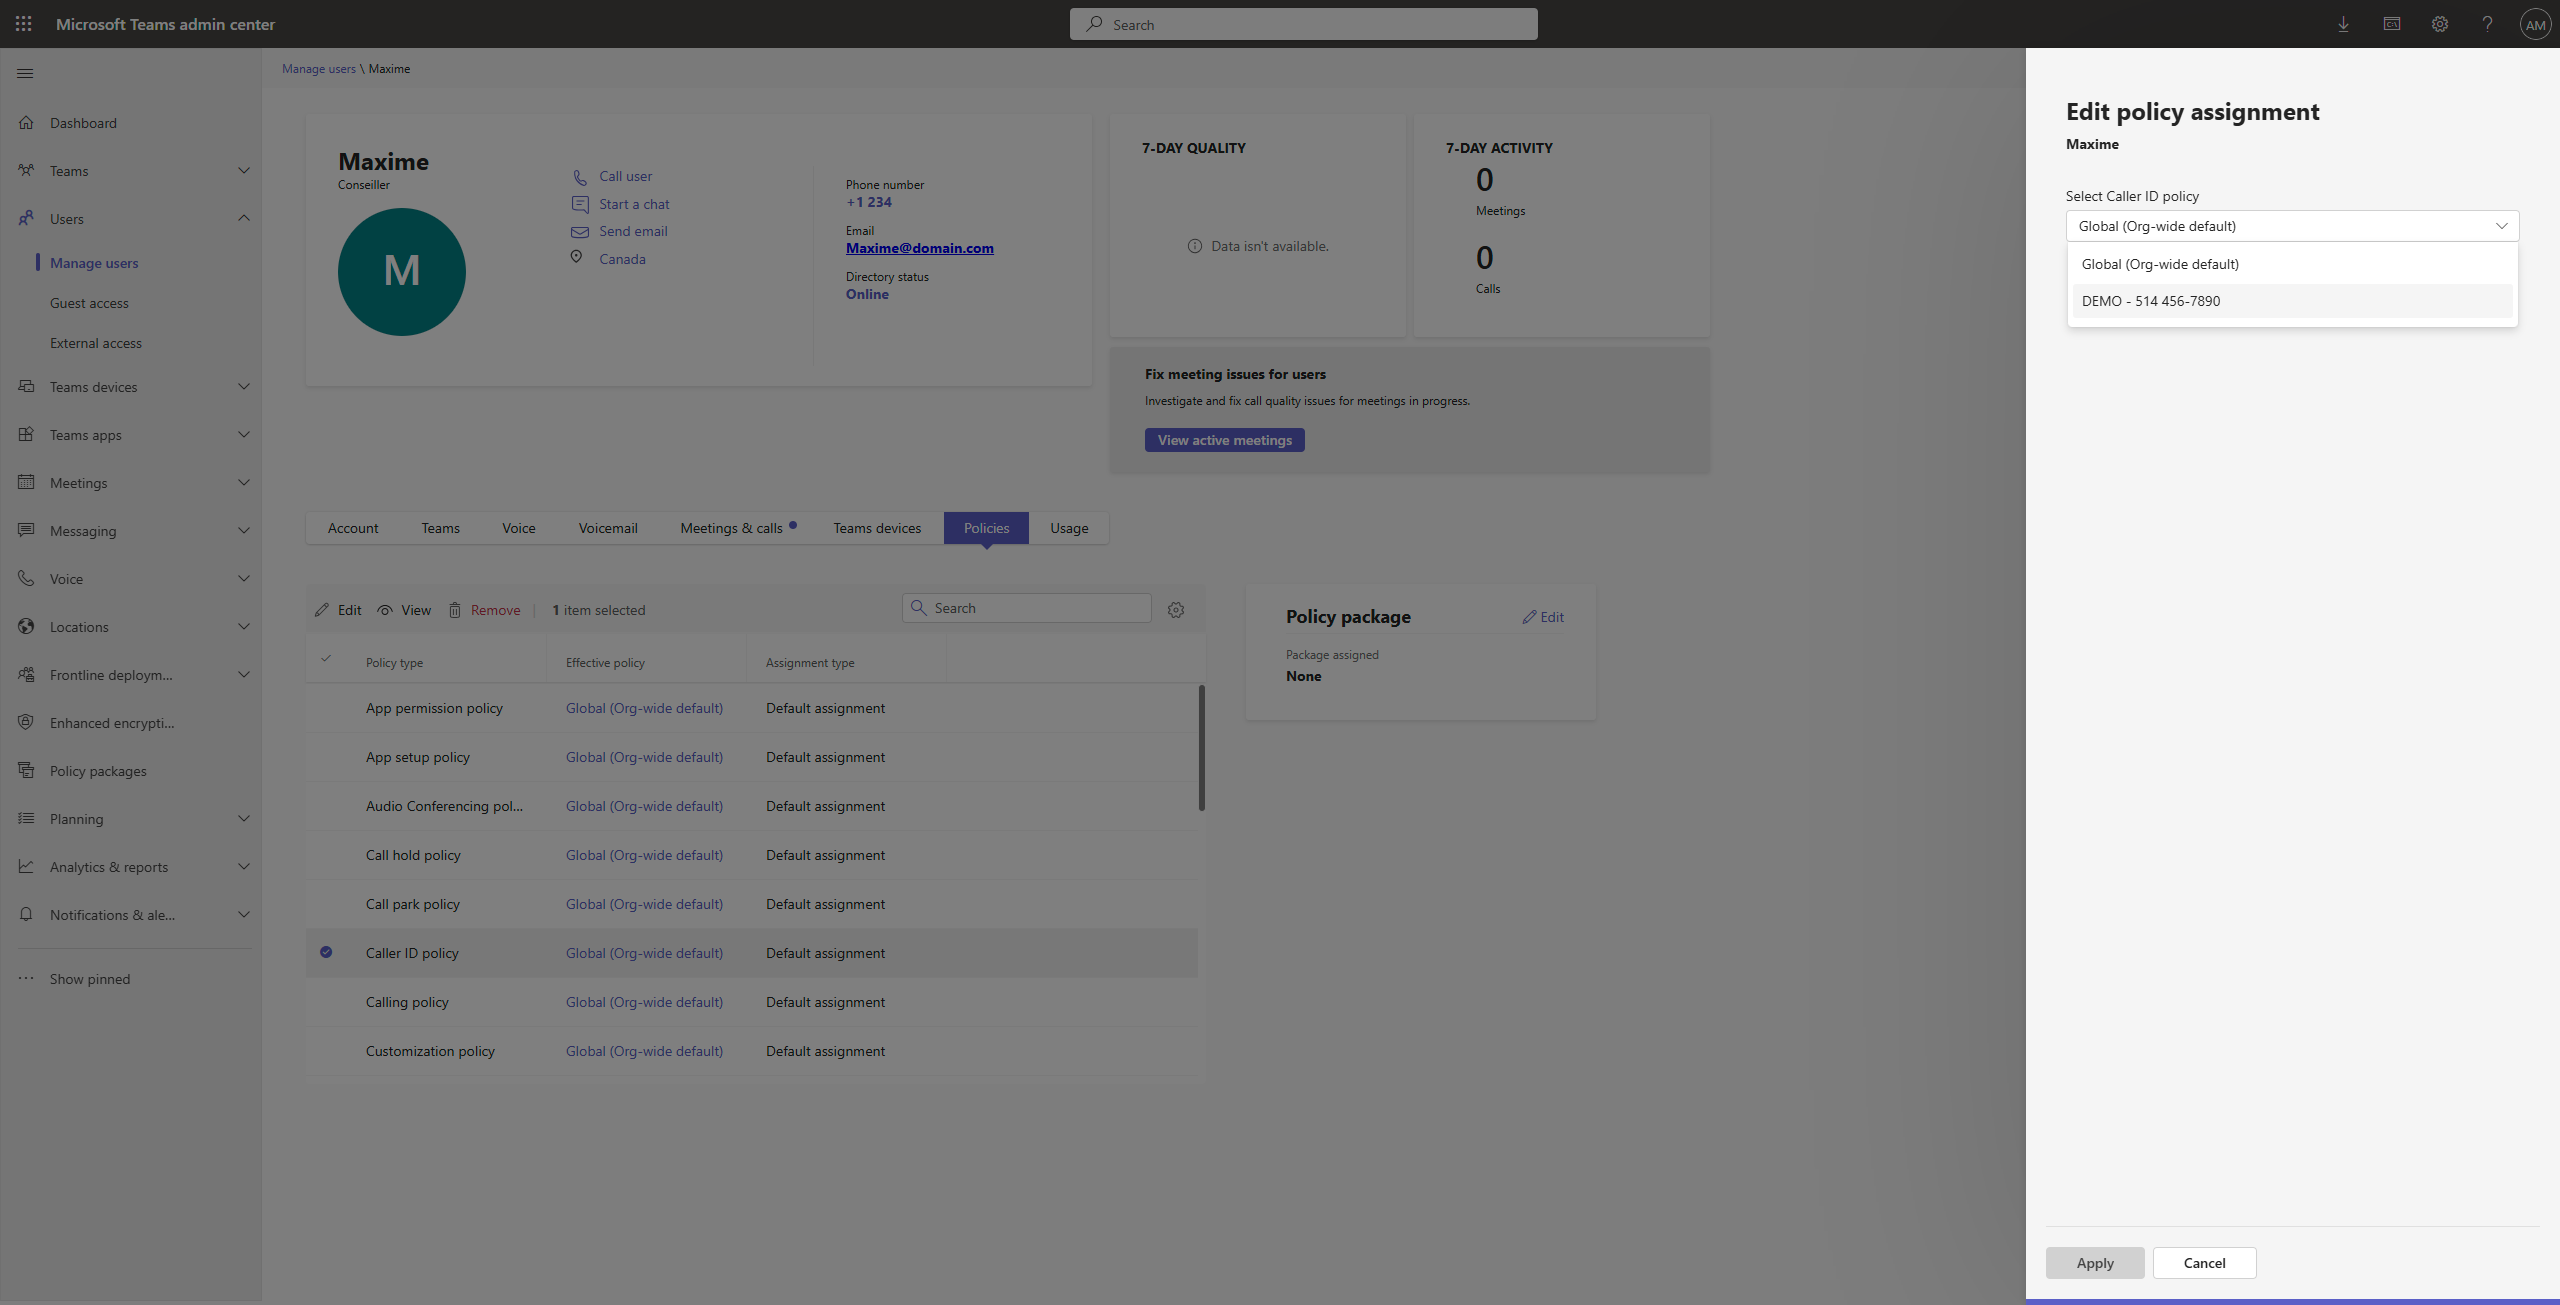 Microsoft Teams admin center
Search
AM
Dashboard
Teams
Users
Manage users
Guest access
External access
Teams devices
Teams apps
Meetings
Messaging
Voice
Locations
Frontline deploym...
Enhanced encrypti...
Policy packages
Planning
Analytics & reports
Notifications & ale...
Show pinned
Manage users \ Maxime
Maxime
Conseiller
M
Call user
Start a chat
Send email
Canada
Phone number
+1 234
Email
Maxime@domain.com
Directory status
Online
7-DAY QUALITY
Data isn't available.
7-DAY ACTIVITY
0
Meetings
0
Calls
Fix meeting issues for users
Investigate and fix call quality issues for meetings in progress.
View active meetings
Account Teams Voice Voicemail Meetings & calls Teams devices Policies Usage
Edit View Remove | 1 item selected Search
Policy type Effective policy Assignment type
App permission policy Global (Org-wide default) Default assignment
App setup policy Global (Org-wide default) Default assignment
Audio Conferencing pol... Global (Org-wide default) Default assignment
Call hold policy Global (Org-wide default) Default assignment
Call park policy Global (Org-wide default) Default assignment
Caller ID policy Global (Org-wide default) Default assignment
Calling policy Global (Org-wide default) Default assignment
Customization policy Global (Org-wide default) Default assignment
Policy package Edit
Package assigned
None
Edit policy assignment
Maxime
Select Caller ID policy
Global (Org-wide default)
Global (Org-wide default)
DEMO - 514 456-7890
Apply Cancel